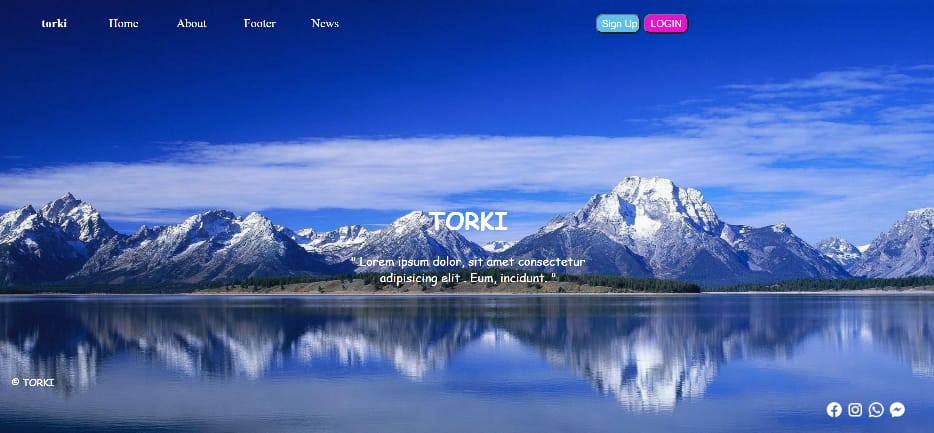 torki Home About Footer News Sign Up LOGIN
TORKI
" Lorem ipsum dolor, sit amet consectetur
adipisicing elit . Eum, incidunt. "
© TORKI